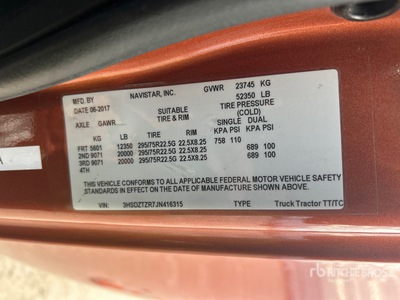 MFD.BY NAVISTAR, INC. GVWR 23745 KG
52350 LB
DATE 06-2017 SUITABLE TIRE PRESSURE
TIRE & RIM (COLD)
AXLE GAWR SINGLE DUAL
KG LB KPA PSI KPA PSI
FRT 5601 12350 295/75R22.5G 22.5X8.25 758 110
2ND 9071 20000 295/75R22.5G 22.5X8.25 689 100
3RD 9071 20000 295/75R22.5G 22.5X8.25 689 100
4TH
THIS VEHICLE CONFORMS TO ALL APPLICABLE FEDERAL MOTOR VEHICLE SAFETY
STANDARDS IN EFFECT ON THE DATE OF MANUFACTURE SHOWN ABOVE
VIN: 3HSDZTZR7JN416315 TYPE Truck Tractor TT/TC
rb